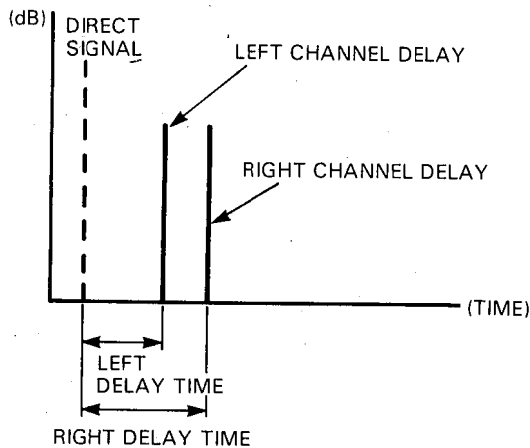 (dB)
DIRECT
SIGNAL
LEFT CHANNEL DELAY
RIGHT CHANNEL DELAY
(TIME)
LEFT
DELAY TIME
RIGHT DELAY TIME